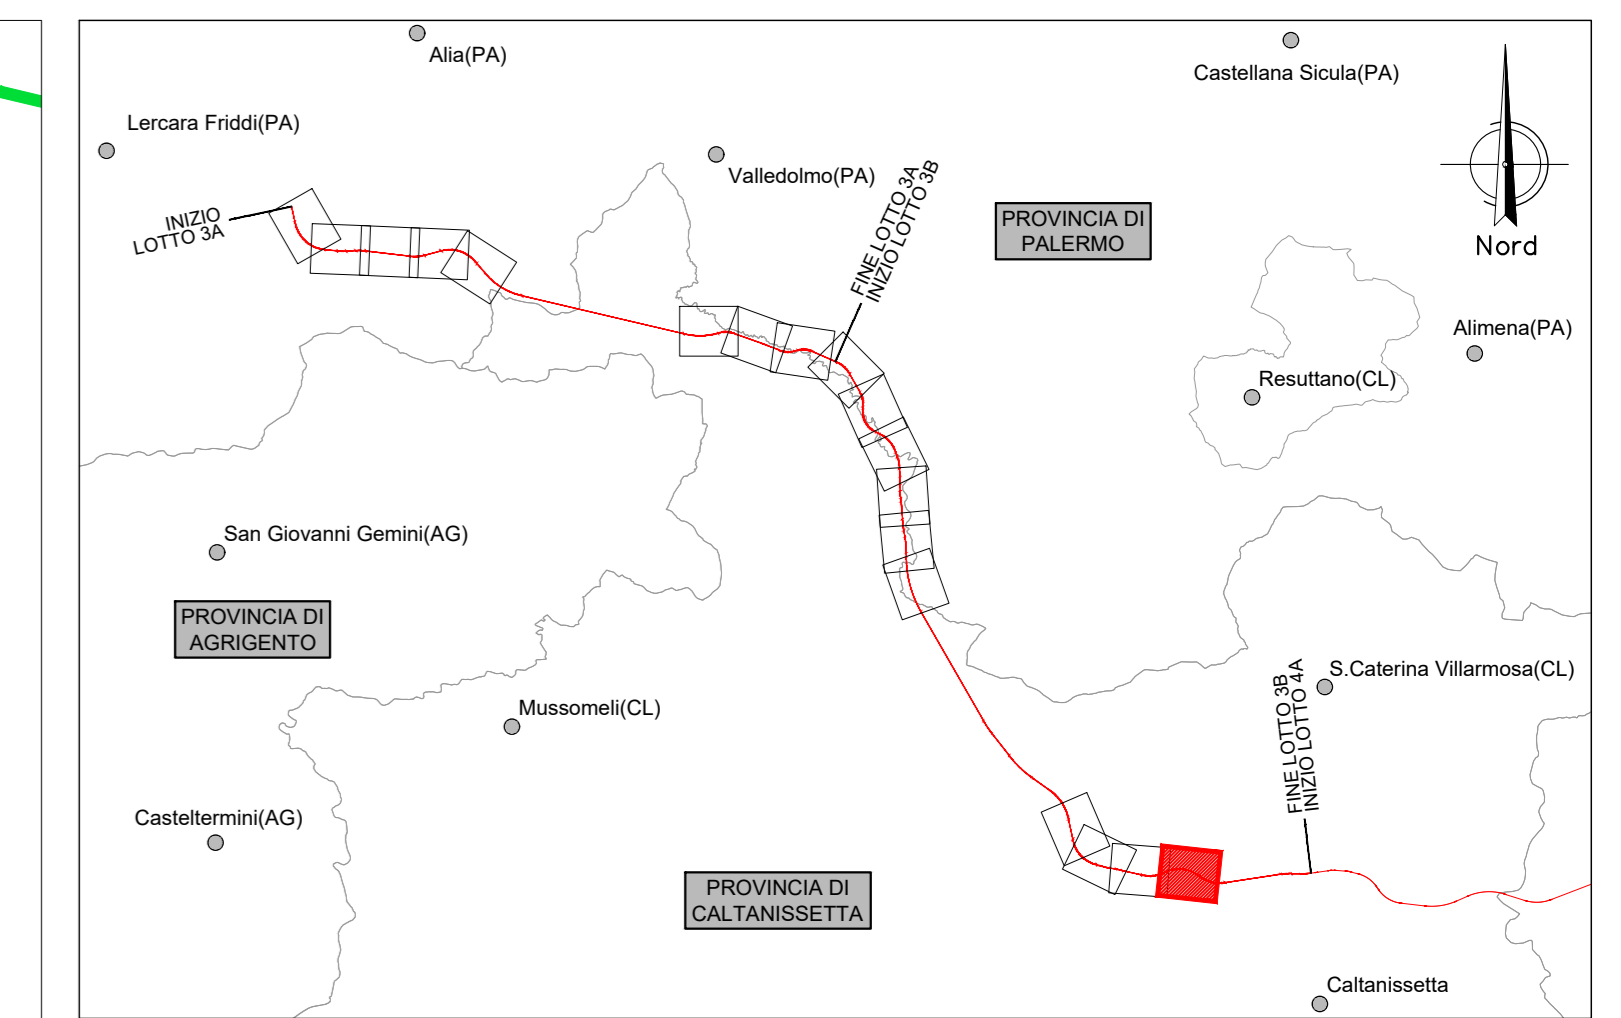 Alia(PA)
Castellana Sicula(PA)
Lercara Friddi(PA)
Valledolmo(PA)
INIZIO
LOTTO 3A
FINE LOTTO 3A
INIZIO LOTTO 3B
PROVINCIA DI
PALERMO
Nord
Alimena(PA)
Resuttano(CL)
San Giovanni Gemini(AG)
PROVINCIA DI
AGRIGENTO
S.Caterina Villarmosa(CL)
Mussomeli(CL)
FINE LOTTO 3B
INIZIO LOTTO 4A
Casteltermini(AG)
PROVINCIA DI
CALTANISSETTA
Caltanissetta